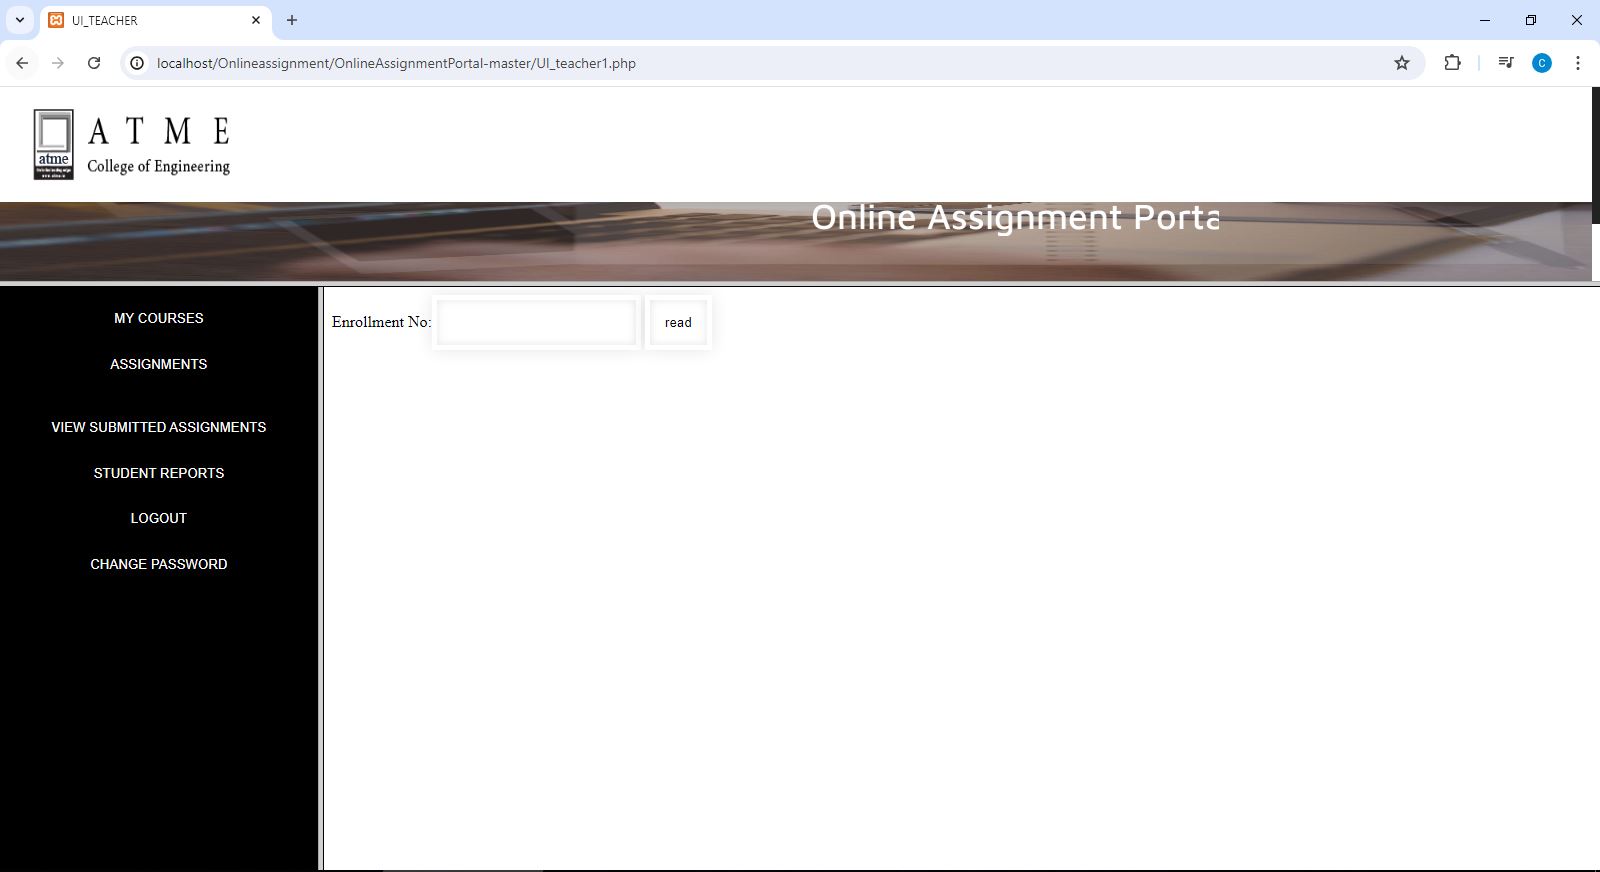 UI_TEACHER
localhost/Onlineassignment/OnlineAssignmentPortal-master/UI_teacher1.php
C
A T M E
College of Engineering
atme
Online Assignment Porta
MY COURSES
ASSIGNMENTS
VIEW SUBMITTED ASSIGNMENTS
STUDENT REPORTS
LOGOUT
CHANGE PASSWORD
Enrollment No:
read